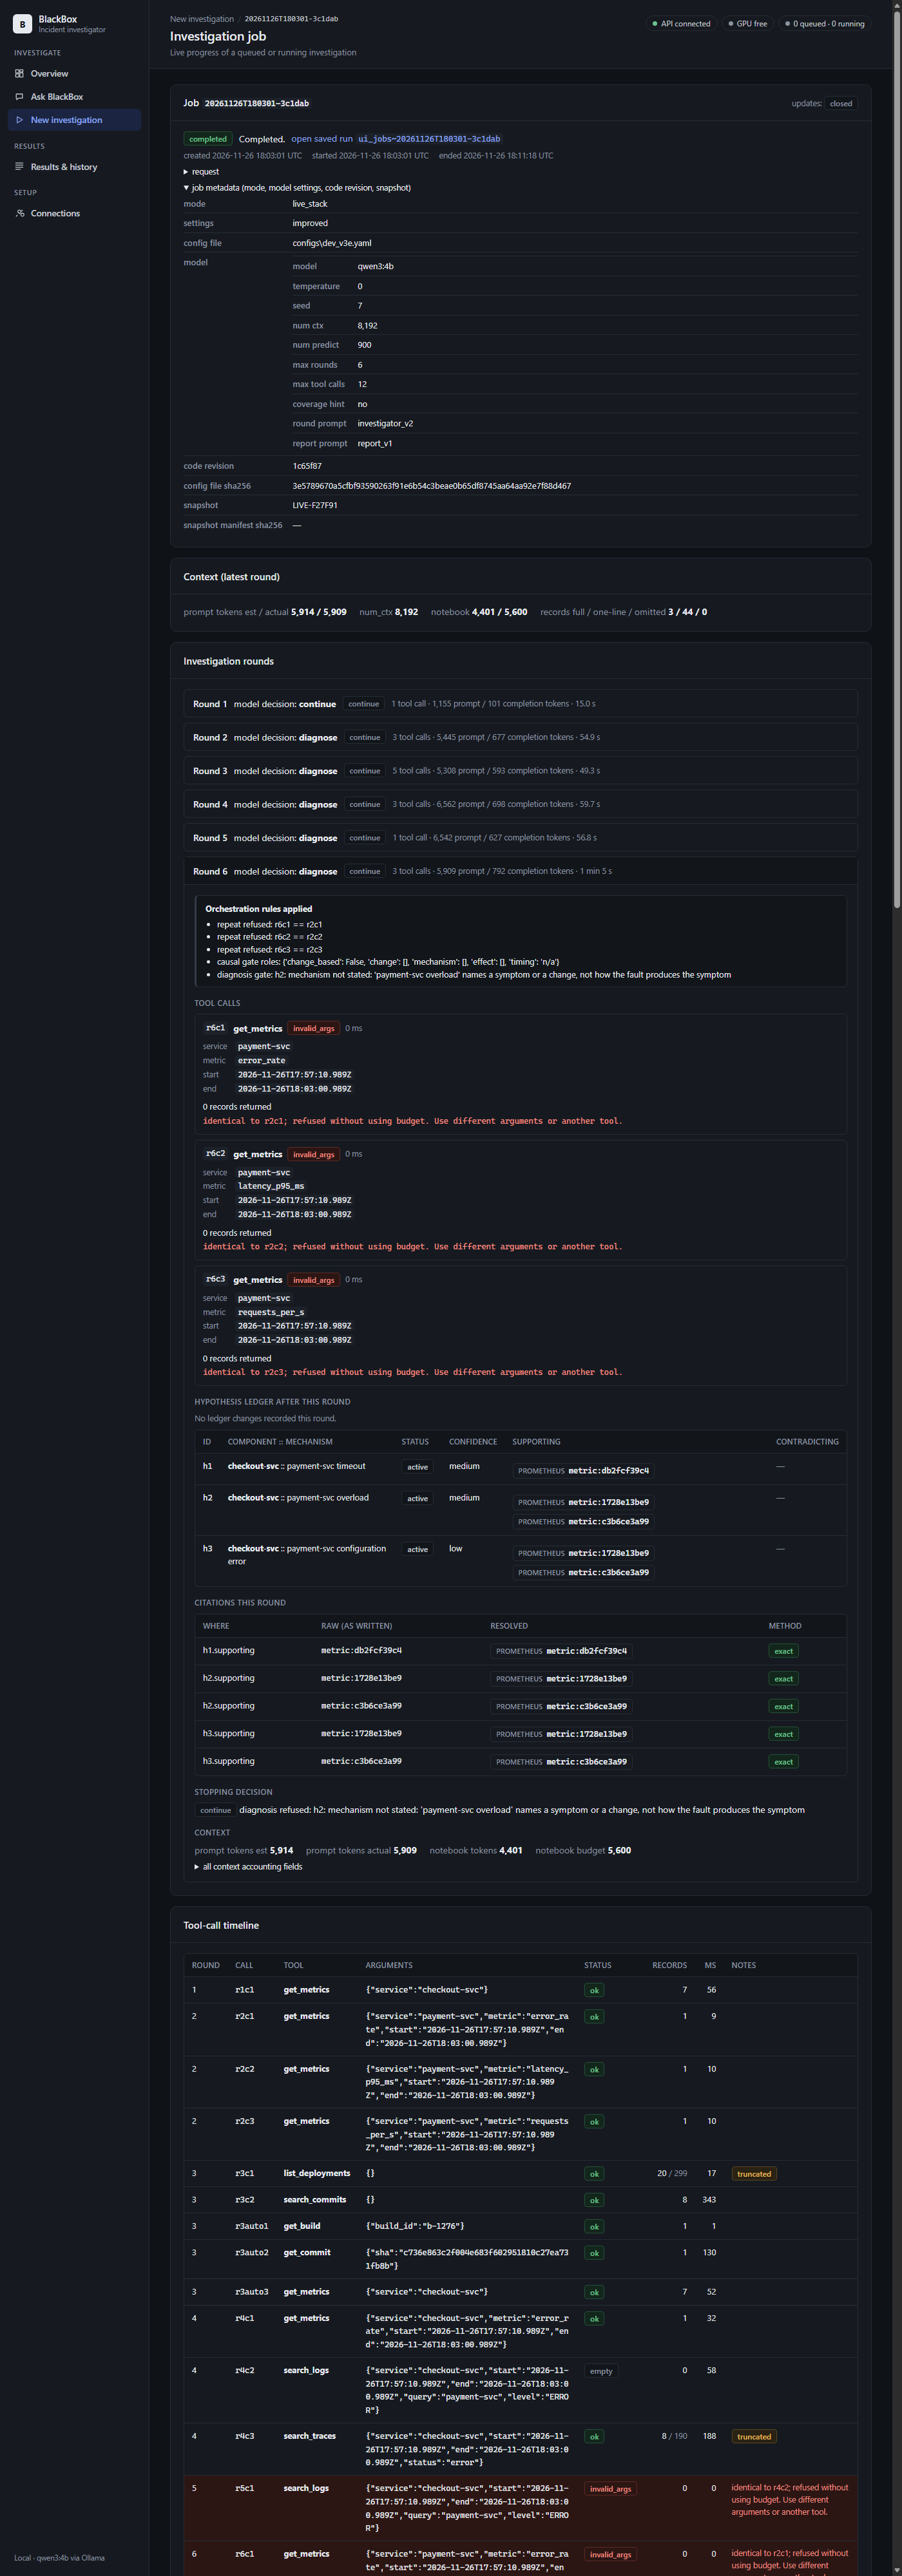 B
BlackBox
Incident investigator
INVESTIGATE
Overview
Ask BlackBox
New investigation
RESULTS
Results & history
SETUP
Connections
Local · qwen3:4b via Ollama
New investigation / 20261126T180301-3c1dab
Investigation job
Live progress of a queued or running investigation
API connected
GPU free
0 queued · 0 running
Job 20261126T180301-3c1dab
updates: closed
completed Completed. open saved run ui_jobs~20261126T180301-3c1dab
created 2026-11-26 18:03:01 UTC started 2026-11-26 18:03:01 UTC ended 2026-11-26 18:11:18 UTC
▶ request
▼ job metadata (mode, model settings, code revision, snapshot)
mode live_stack
settings improved
config file configs\dev_v3e.yaml
model
model qwen3:4b
temperature 0
seed 7
num ctx 8,192
num predict 900
max rounds 6
max tool calls 12
coverage hint no
round prompt investigator_v2
report prompt report_v1
code revision 1c65f87
config file sha256 3e5789670a5cfbf93590263f91e6b54c3beae0b65df8745aa64aa92e7f88d467
snapshot LIVE-F27F91
snapshot manifest sha256 —
Context (latest round)
prompt tokens est / actual 5,914 / 5,909 num_ctx 8,192 notebook 4,401 / 5,600 records full / one-line / omitted 3 / 44 / 0
Investigation rounds
Round 1 model decision: continue continue 1 tool call · 1,155 prompt / 101 completion tokens · 15.0 s
Round 2 model decision: diagnose continue 3 tool calls · 5,445 prompt / 677 completion tokens · 54.9 s
Round 3 model decision: diagnose continue 5 tool calls · 5,308 prompt / 593 completion tokens · 49.3 s
Round 4 model decision: diagnose continue 3 tool calls · 6,562 prompt / 698 completion tokens · 59.7 s
Round 5 model decision: diagnose continue 1 tool call · 6,542 prompt / 627 completion tokens · 56.8 s
Round 6 model decision: diagnose continue 3 tool calls · 5,909 prompt / 792 completion tokens · 1 min 5 s
Orchestration rules applied
• repeat refused: r6c1 == r2c1
• repeat refused: r6c2 == r2c2
• repeat refused: r6c3 == r2c3
• causal gate roles: {'change_based': False, 'change': [], 'mechanism': [], 'effect': [], 'timing': 'n/a'}
• diagnosis gate: h2: mechanism not stated: 'payment-svc overload' names a symptom or a change, not how the fault produces the symptom
TOOL CALLS
r6c1 get_metrics invalid_args 0 ms
service payment-svc
metric error_rate
start 2026-11-26T17:57:10.989Z
end 2026-11-26T18:03:00.989Z
0 records returned
identical to r2c1; refused without using budget. Use different arguments or another tool.
r6c2 get_metrics invalid_args 0 ms
service payment-svc
metric latency_p95_ms
start 2026-11-26T17:57:10.989Z
end 2026-11-26T18:03:00.989Z
0 records returned
identical to r2c2; refused without using budget. Use different arguments or another tool.
r6c3 get_metrics invalid_args 0 ms
service payment-svc
metric requests_per_s
start 2026-11-26T17:57:10.989Z
end 2026-11-26T18:03:00.989Z
0 records returned
identical to r2c3; refused without using budget. Use different arguments or another tool.
HYPOTHESIS LEDGER AFTER THIS ROUND
No ledger changes recorded this round.
ID COMPONENT :: MECHANISM STATUS CONFIDENCE SUPPORTING CONTRADICTING
h1 checkout-svc :: payment-svc timeout active medium PROMETHEUS metric:db2fcf39c4 —
h2 checkout-svc :: payment-svc overload active medium PROMETHEUS metric:1728e13be9 —
PROMETHEUS metric:c3b6ce3a99
h3 checkout-svc :: payment-svc configuration active low PROMETHEUS metric:1728e13be9 —
error PROMETHEUS metric:c3b6ce3a99
CITATIONS THIS ROUND
WHERE RAW (AS WRITTEN) RESOLVED METHOD
h1.supporting metric:db2fcf39c4 PROMETHEUS metric:db2fcf39c4 exact
h2.supporting metric:1728e13be9 PROMETHEUS metric:1728e13be9 exact
h2.supporting metric:c3b6ce3a99 PROMETHEUS metric:c3b6ce3a99 exact
h3.supporting metric:1728e13be9 PROMETHEUS metric:1728e13be9 exact
h3.supporting metric:c3b6ce3a99 PROMETHEUS metric:c3b6ce3a99 exact
STOPPING DECISION
continue diagnosis refused: h2: mechanism not stated: 'payment-svc overload' names a symptom or a change, not how the fault produces the symptom
CONTEXT
prompt tokens est 5,914 prompt tokens actual 5,909 notebook tokens 4,401 notebook budget 5,600
▶ all context accounting fields
Tool-call timeline
ROUND CALL TOOL ARGUMENTS STATUS RECORDS MS NOTES
1 r1c1 get_metrics {"service":"checkout-svc"} ok 7 56
2 r2c1 get_metrics {"service":"payment-svc","metric":"error_ra ok 1 9
te","start":"2026-11-26T17:57:10.989Z","en
d":"2026-11-26T18:03:00.989Z"}
2 r2c2 get_metrics {"service":"payment-svc","metric":"latency_ ok 1 10
p95_ms","start":"2026-11-26T17:57:10.989
Z","end":"2026-11-26T18:03:00.989Z"}
2 r2c3 get_metrics {"service":"payment-svc","metric":"requests ok 1 10
_per_s","start":"2026-11-26T17:57:10.989
Z","end":"2026-11-26T18:03:00.989Z"}
3 r3c1 list_deployments {} ok 20 / 299 17 truncated
3 r3c2 search_commits {} ok 8 343
3 r3auto1 get_build {"build_id":"b-1276"} ok 1 1
3 r3auto2 get_commit {"sha":"c736e863c2f004e683f602951810c27ea73 ok 1 130
1fb8b"}
3 r3auto3 get_metrics {"service":"checkout-svc"} ok 7 52
4 r4c1 get_metrics {"service":"checkout-svc","metric":"error_r ok 1 32
ate","start":"2026-11-26T17:57:10.989Z","en
d":"2026-11-26T18:03:00.989Z"}
4 r4c2 search_logs {"service":"checkout-svc","start":"2026-11- empty 0 58
26T17:57:10.989Z","end":"2026-11-26T18:03:0
0.989Z","query":"payment-svc","level":"ERRO
R"}
4 r4c3 search_traces {"service":"checkout-svc","start":"2026-11- ok 8 / 190 188 truncated
26T17:57:10.989Z","end":"2026-11-26T18:03:0
0.989Z","status":"error"}
5 r5c1 search_logs {"service":"checkout-svc","start":"2026-11- invalid_args 0 0 identical to r4c2; refused without
26T17:57:10.989Z","end":"2026-11-26T18:03:0 using budget. Use different
0.989Z","query":"payment-svc","level":"ERRO arguments or another tool.
R"}
6 r6c1 get_metrics {"service":"payment-svc","metric":"error_ra invalid_args 0 0 identical to r2c1; refused without
te","start":"2026-11-26T17:57:10.989Z","en using budget. Use different